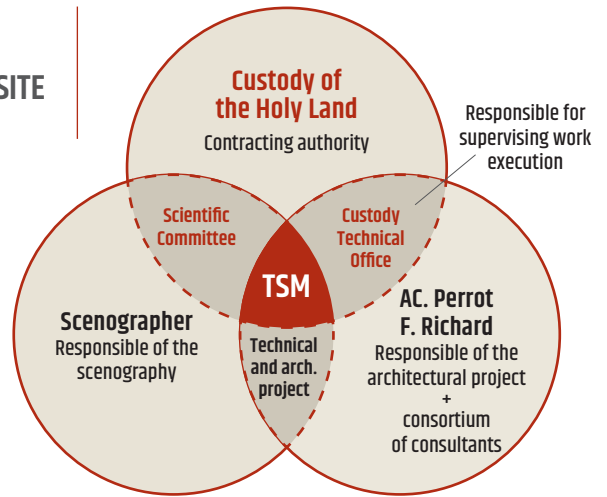 SITE
Custody of
the Holy Land
Contracting authority
Responsible for
supervising work
execution
Scientific
Committee
Custody
Technical
Office
TSM
Scenographer
Responsible of the
scenography
Technical
and arch.
project
AC. Perrot
F. Richard
Responsible of the
architectural project
+
consortium
of consultants